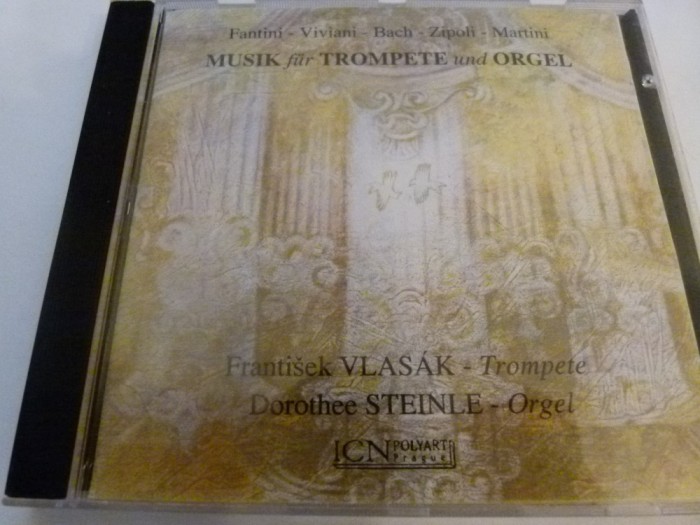 Fantini - Viviani - Bach - Zipoli - Martini
MUSIK für TROMPETE und ORGEL
František VLASÁK - Trompete
Dorothee STEINLE - Orgel
ICN POLYART
Prague